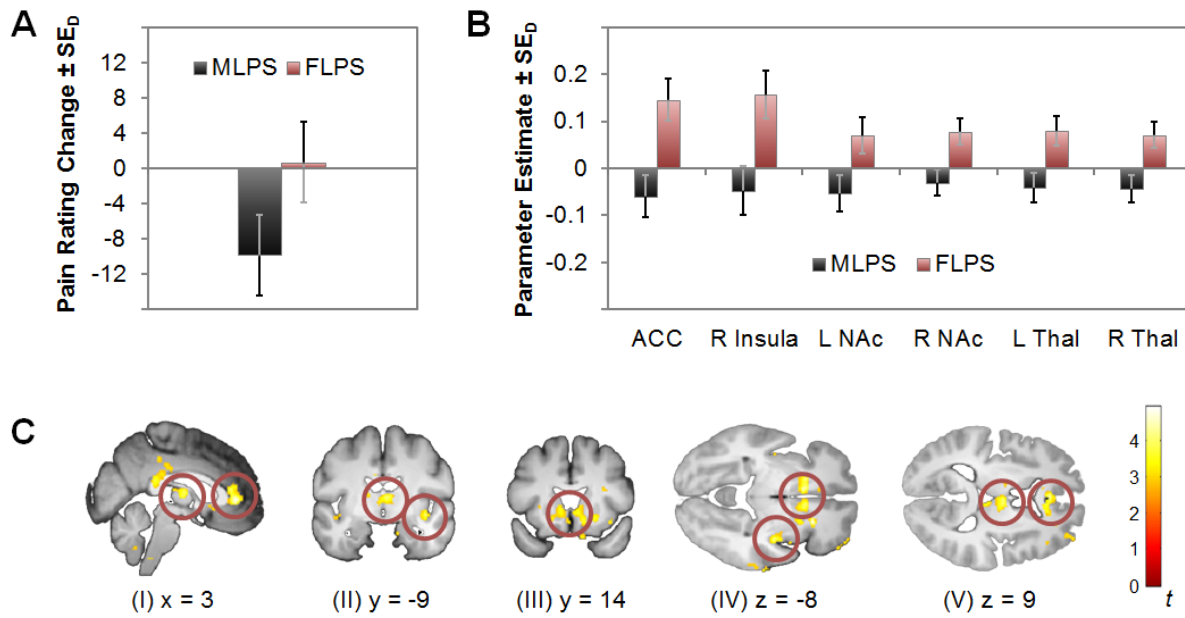 A
Pain Rating Change ± SE_D
12
8
4
0
-4
-8
-12
MLPS FLPS
B
Parameter Estimate ± SE_D
0.2
0.1
0
-0.1
-0.2
MLPS FLPS
ACC R Insula L NAc R NAc L Thal R Thal
C
(I) x = 3 (II) y = -9 (III) y = 14 (IV) z = -8 (V) z = 9
4
3
2
1
0
t